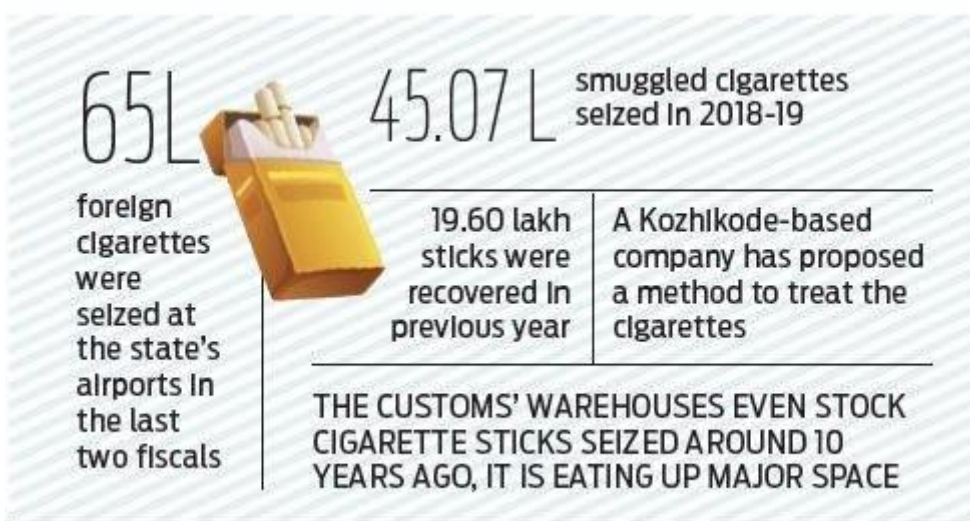 65L
foreign
cigarettes
were
seized at
the state's
airports in
the last
two fiscals
45.07 L
smuggled cigarettes
seized in 2018-19
19.60 lakh
sticks were
recovered in
previous year
A Kozhikode-based
company has proposed
a method to treat the
cigarettes
THE CUSTOMS' WAREHOUSES EVEN STOCK
CIGARETTE STICKS SEIZED AROUND 10
YEARS AGO, IT IS EATING UP MAJOR SPACE